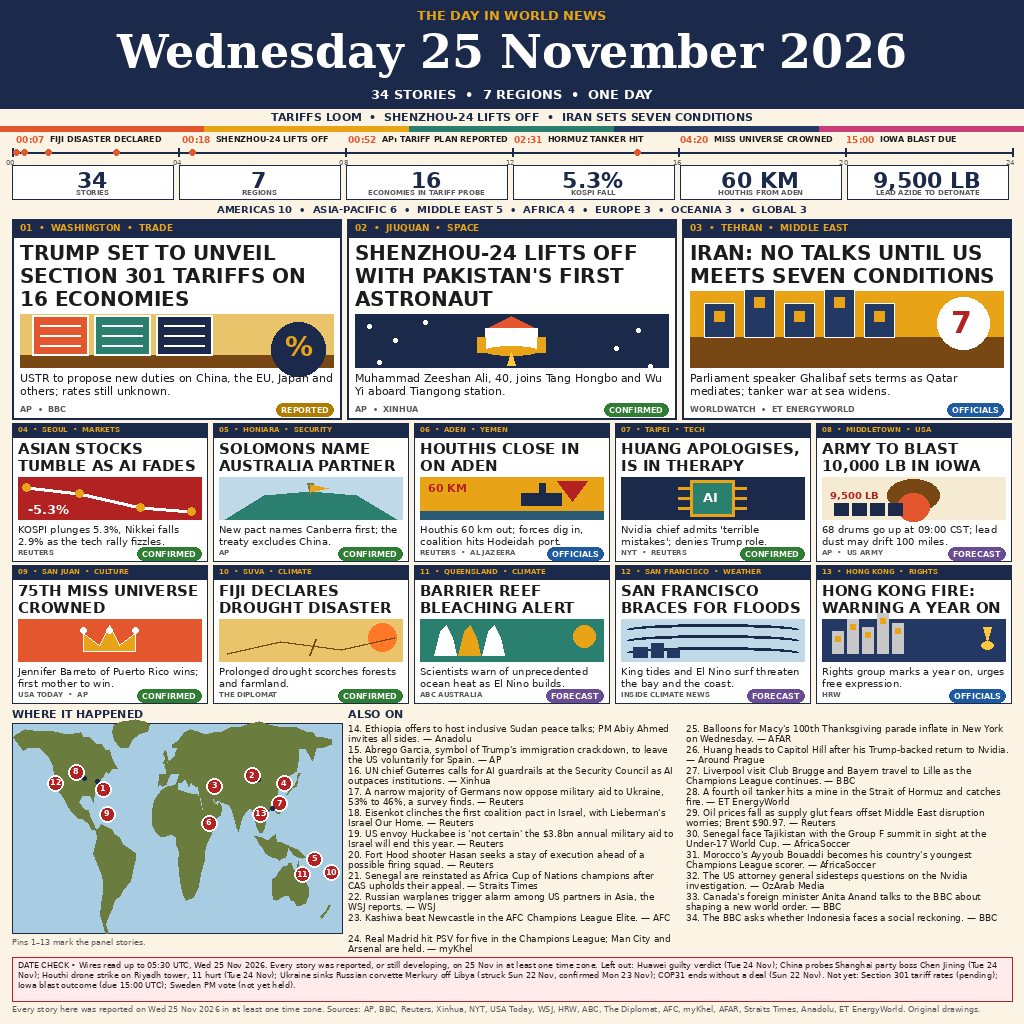 THE DAY IN WORLD NEWS
Wednesday 25 November 2026
34 STORIES • 7 REGIONS • ONE DAY
TARIFFS LOOM • SHENZHOU-24 LIFTS OFF • IRAN SETS SEVEN CONDITIONS
00:07 FIJI DISASTER DECLARED 00:18 SHENZHOU-24 LIFTS OFF 00:52 AP: TARIFF PLAN REPORTED 02:31 HORMUZ TANKER HIT 04:20 MISS UNIVERSE CROWNED 15:00 IOWA BLAST DUE
00 04 08 12 16 20 24
34
STORIES
7
REGIONS
16
ECONOMIES IN TARIFF PROBE
5.3%
KOSPI FALL
60 KM
HOUTHIS FROM ADEN
9,500 LB
LEAD AZIDE TO DETONATE
AMERICAS 10 • ASIA-PACIFIC 6 • MIDDLE EAST 5 • AFRICA 4 • EUROPE 3 • OCEANIA 3 • GLOBAL 3
01 • WASHINGTON • TRADE
TRUMP SET TO UNVEIL
SECTION 301 TARIFFS ON
16 ECONOMIES
%
USTR to propose new duties on China, the EU, Japan and
others; rates still unknown.
AP • BBC
REPORTED
02 • JIUQUAN • SPACE
SHENZHOU-24 LIFTS OFF
WITH PAKISTAN'S FIRST
ASTRONAUT
Muhammad Zeeshan Ali, 40, joins Tang Hongbo and Wu
Yi aboard Tiangong station.
AP • XINHUA
CONFIRMED
03 • TEHRAN • MIDDLE EAST
IRAN: NO TALKS UNTIL US
MEETS SEVEN CONDITIONS
7
Parliament speaker Ghalibaf sets terms as Qatar
mediates; tanker war at sea widens.
WORLDWATCH • ET ENERGYWORLD
OFFICIALS
04 • SEOUL • MARKETS
ASIAN STOCKS
TUMBLE AS AI FADES
-5.3%
KOSPI plunges 5.3%, Nikkei falls
2.9% as the tech rally fizzles.
REUTERS
CONFIRMED
05 • HONIARA • SECURITY
SOLOMONS NAME
AUSTRALIA PARTNER
New pact names Canberra first; the
treaty excludes China.
AP
CONFIRMED
06 • ADEN • YEMEN
HOUTHIS CLOSE IN
ON ADEN
60 KM
Houthis 60 km out; forces dig in,
coalition hits Hodeidah port.
REUTERS • AL JAZEERA
OFFICIALS
07 • TAIPEI • TECH
HUANG APOLOGISES,
IS IN THERAPY
AI
Nvidia chief admits 'terrible
mistakes'; denies Trump role.
NYT • REUTERS
CONFIRMED
08 • MIDDLETOWN • USA
ARMY TO BLAST
10,000 LB IN IOWA
9,500 LB
68 drums go up at 09:00 CST; lead
dust may drift 100 miles.
AP • US ARMY
FORECAST
09 • SAN JUAN • CULTURE
75TH MISS UNIVERSE
CROWNED
Jennifer Barreto of Puerto Rico wins;
first mother to win.
USA TODAY • AP
CONFIRMED
10 • SUVA • CLIMATE
FIJI DECLARES
DROUGHT DISASTER
Prolonged drought scorches forests
and farmland.
THE DIPLOMAT
CONFIRMED
11 • QUEENSLAND • CLIMATE
BARRIER REEF
BLEACHING ALERT
Scientists warn of unprecedented
ocean heat as El Nino builds.
ABC AUSTRALIA
FORECAST
12 • SAN FRANCISCO • WEATHER
SAN FRANCISCO
BRACES FOR FLOODS
King tides and El Nino surf threaten
the bay and the coast.
INSIDE CLIMATE NEWS
FORECAST
13 • HONG KONG • RIGHTS
HONG KONG FIRE:
WARNING A YEAR ON
Rights group marks a year on, urges
free expression.
HRW
OFFICIALS
WHERE IT HAPPENED
12 8 1 9 3 2 4 7 13 6 5 11 10
Pins 1–13 mark the panel stories.
ALSO ON
14. Ethiopia offers to host inclusive Sudan peace talks; PM Abiy Ahmed
invites all sides. — Anadolu
15. Abrego Garcia, symbol of Trump's immigration crackdown, to leave
the US voluntarily for Spain. — AP
16. UN chief Guterres calls for AI guardrails at the Security Council as AI
outpaces institutions. — Xinhua
17. A narrow majority of Germans now oppose military aid to Ukraine,
53% to 46%, a survey finds. — Reuters
18. Eisenkot clinches the first coalition pact in Israel, with Lieberman's
Israel Our Home. — Reuters
19. US envoy Huckabee is 'not certain' the $3.8bn annual military aid to
Israel will end this year. — Reuters
20. Fort Hood shooter Hasan seeks a stay of execution ahead of a
possible firing squad. — Reuters
21. Senegal are reinstated as Africa Cup of Nations champions after
CAS upholds their appeal. — Straits Times
22. Russian warplanes trigger alarm among US partners in Asia, the
WSJ reports. — WSJ
23. Kashiwa beat Newcastle in the AFC Champions League Elite. — AFC
24. Real Madrid hit PSV for five in the Champions League; Man City and
Arsenal are held. — myKhel
25. Balloons for Macy's 100th Thanksgiving parade inflate in New York
on Wednesday. — AFAR
26. Huang heads to Capitol Hill after his Trump-backed return to Nvidia.
— Around Prague
27. Liverpool visit Club Brugge and Bayern travel to Lille as the
Champions League continues. — BBC
28. A fourth oil tanker hits a mine in the Strait of Hormuz and catches
fire. — ET EnergyWorld
29. Oil prices fall as supply glut fears offset Middle East disruption
worries; Brent $90.97. — Reuters
30. Senegal face Tajikistan with the Group F summit in sight at the
Under-17 World Cup. — AfricaSoccer
31. Morocco's Ayyoub Bouaddi becomes his country's youngest
Champions League scorer. — AfricaSoccer
32. The US attorney general sidesteps questions on the Nvidia
investigation. — OzArab Media
33. Canada's foreign minister Anita Anand talks to the BBC about
shaping a new world order. — BBC
34. The BBC asks whether Indonesia faces a social reckoning. — BBC
DATE CHECK • Wires read up to 05:30 UTC, Wed 25 Nov 2026. Every story was reported, or still developing, on 25 Nov in at least one time zone. Left out: Huawei guilty verdict (Tue 24 Nov); China probes Shanghai party boss Chen Jining (Tue 24
Nov); Houthi drone strike on Riyadh tower, 11 hurt (Tue 24 Nov); Ukraine sinks Russian corvette Merkury off Libya (struck Sun 22 Nov, confirmed Mon 23 Nov); COP31 ends without a deal (Sun 22 Nov). Not yet: Section 301 tariff rates (pending);
Iowa blast outcome (due 15:00 UTC); Sweden PM vote (not yet held).
Every story here was reported on Wed 25 Nov 2026 in at least one time zone. Sources: AP, BBC, Reuters, Xinhua, NYT, USA Today, WSJ, HRW, ABC, The Diplomat, AFC, myKhel, AFAR, Straits Times, Anadolu, ET EnergyWorld. Original drawings.